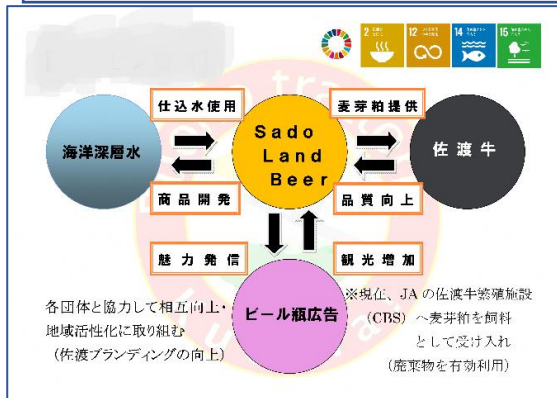 2
12
14
15
仕込水使用
麦芽粕提供
海洋深層水
Sado
Land
Beer
佐渡牛
商品開発
品質向上
魅力発信
観光増加
ビール瓶広告
各団体と協力して相互向上・
地域活性化に取り組む
（佐渡ブランディングの向上）
※現在、JAの佐渡牛繁殖施設
（CBS）へ麦芽粕を飼料
として受け入れ
（廃棄物を有効利用）